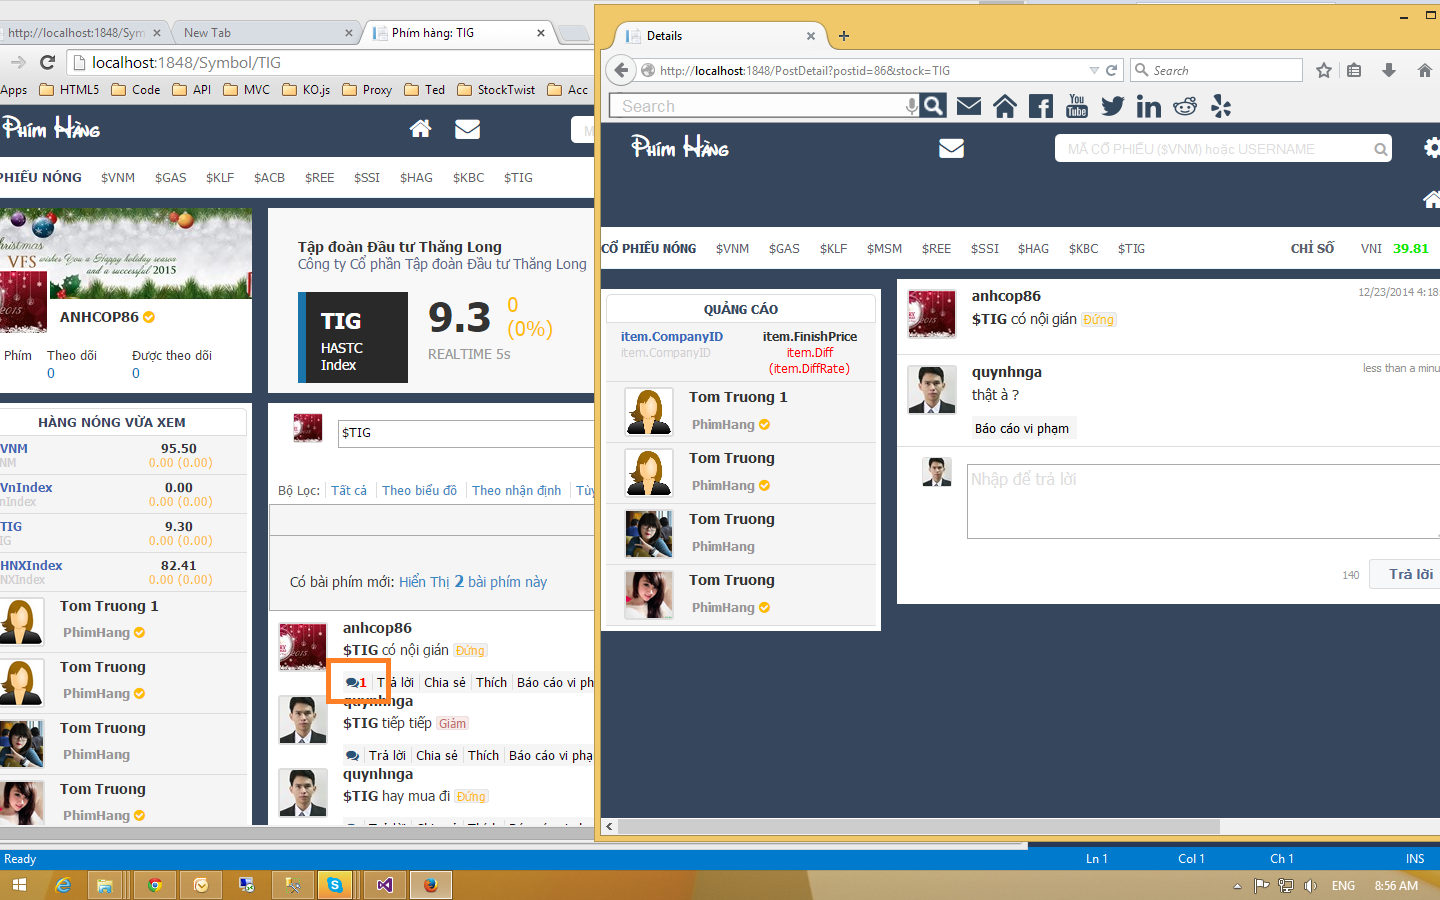 http://localhost:1848/Sym
New Tab
Phím hàng: TIG
localhost:1848/Symbol/TIG
Apps HTML5 Code API MVC KO.js Proxy Ted StockTwist Acc
Phím Hàng
PHIẾU NÓNG $VNM $GAS $KLF $ACB $REE $SSI $HAG $KBC $TIG
Christmas
VFS wishes You a Happy holiday season
and a successful 2015
2015
ANHCOP86
Phím Theo dõi Được theo dõi
0 0
HÀNG NÓNG VỪA XEM
VNM 95.50
NM 0.00 (0.00)
VnIndex 0.00
nIndex 0.00 (0.00)
TIG 9.30
IG 0.00 (0.00)
HNXIndex 82.41
NXIndex 0.00 (0.00)
Tom Truong 1
PhimHang
Tom Truong
PhimHang
Tom Truong
PhimHang
Tom Truong
PhimHang
Tập đoàn Đầu tư Thăng Long
Công ty Cổ phần Tập đoàn Đầu tư Thăng Long
TIG
HASTC
Index
9.3
0
(0%)
REALTIME 5s
$TIG
Bộ Lọc: Tất cả Theo biểu đồ Theo nhận định Tùy
Có bài phím mới: Hiển Thị 2 bài phím này
anhcop86
$TIG có nội gián Đứng
1 Trả lời Chia sẻ Thích Báo cáo vi ph
quynhnga
$TIG tiếp tiếp Giảm
Trả lời Chia sẻ Thích Báo cáo vi phạ
quynhnga
$TIG hay mua đi Đứng
Details
http://localhost:1848/PostDetail?postid=86&stock=TIG
Search
Search
You
Tube
Phím Hàng
MÃ CỔ PHIẾU ($VNM) hoặc USERNAME
CỔ PHIẾU NÓNG $VNM $GAS $KLF $MSM $REE $SSI $HAG $KBC $TIG CHỈ SỐ VNI 39.81
QUẢNG CÁO
item.CompanyID item.FinishPrice
item.CompanyID item.Diff
(item.DiffRate)
Tom Truong 1
PhimHang
Tom Truong
PhimHang
Tom Truong
PhimHang
Tom Truong
PhimHang
anhcop86 12/23/2014 4:18:
$TIG có nội gián Đứng
quynhnga less than a minu
thật à ?
Báo cáo vi phạm
Nhập để trả lời
140 Trả lời
Ready Ln 1 Col 1 Ch 1 INS
ENG 8:56 AM